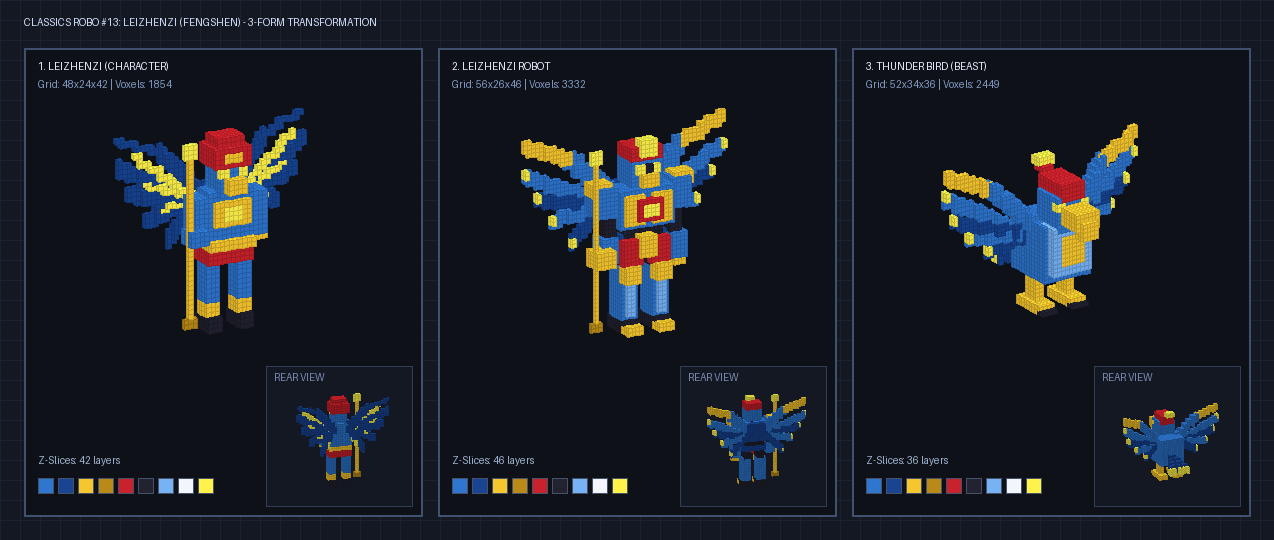 CLASSICS ROBO #13: LEIZHENZI (FENGSHEN) - 3-FORM TRANSFORMATION
1. LEIZHENZI (CHARACTER)
Grid: 48x24x42 | Voxels: 1854
REAR VIEW
Z-Slices: 42 layers
2. LEIZHENZI ROBOT
Grid: 56x26x46 | Voxels: 3332
REAR VIEW
Z-Slices: 46 layers
3. THUNDER BIRD (BEAST)
Grid: 52x34x36 | Voxels: 2449
REAR VIEW
Z-Slices: 36 layers